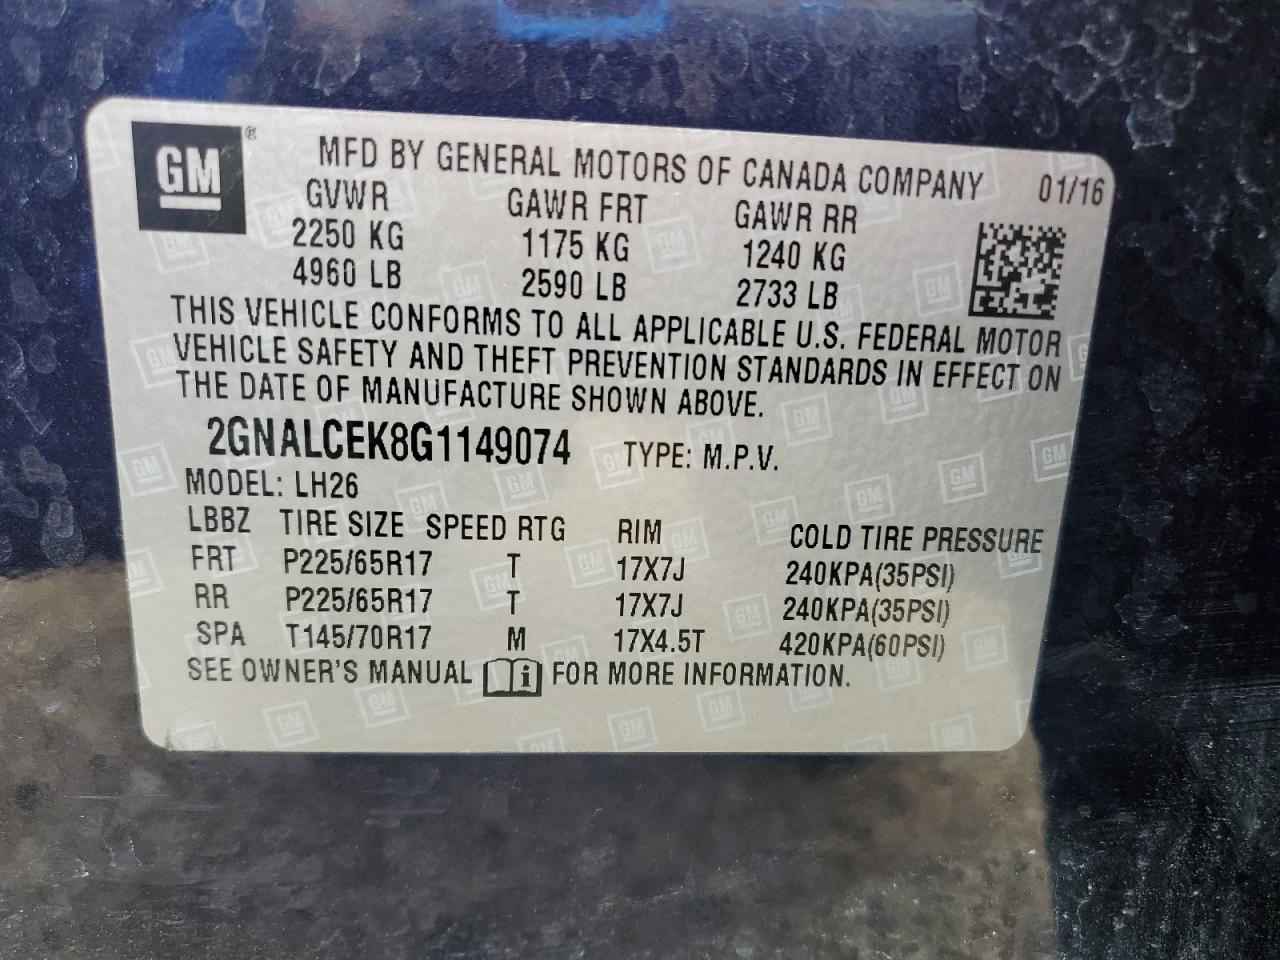 GM®
MFD BY GENERAL MOTORS OF CANADA COMPANY 01/16
GVWR GAWR FRT GAWR RR
2250 KG 1175 KG 1240 KG
4960 LB 2590 LB 2733 LB
THIS VEHICLE CONFORMS TO ALL APPLICABLE U.S. FEDERAL MOTOR
VEHICLE SAFETY AND THEFT PREVENTION STANDARDS IN EFFECT ON
THE DATE OF MANUFACTURE SHOWN ABOVE.
2GNALCEK8G1149074 TYPE: M.P.V.
MODEL: LH26
LBBZ TIRE SIZE SPEED RTG RIM COLD TIRE PRESSURE
FRT P225/65R17 T 17X7J 240KPA(35PSI)
RR P225/65R17 T 17X7J 240KPA(35PSI)
SPA T145/70R17 M 17X4.5T 420KPA(60PSI)
SEE OWNER'S MANUAL i FOR MORE INFORMATION.